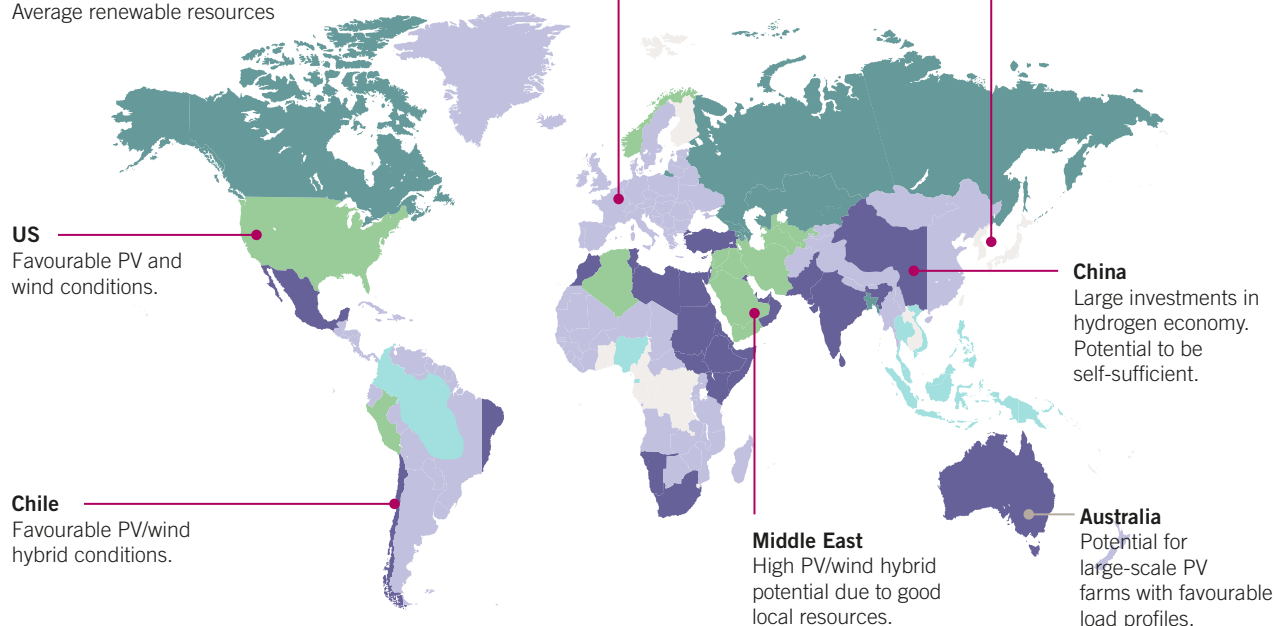 Average renewable resources
US
Favourable PV and
wind conditions.
China
Large investments in
hydrogen economy.
Potential to be
self-sufficient.
Chile
Favourable PV/wind
hybrid conditions.
Middle East
High PV/wind hybrid
potential due to good
local resources.
Australia
Potential for
large-scale PV
farms with favourable
load profiles.